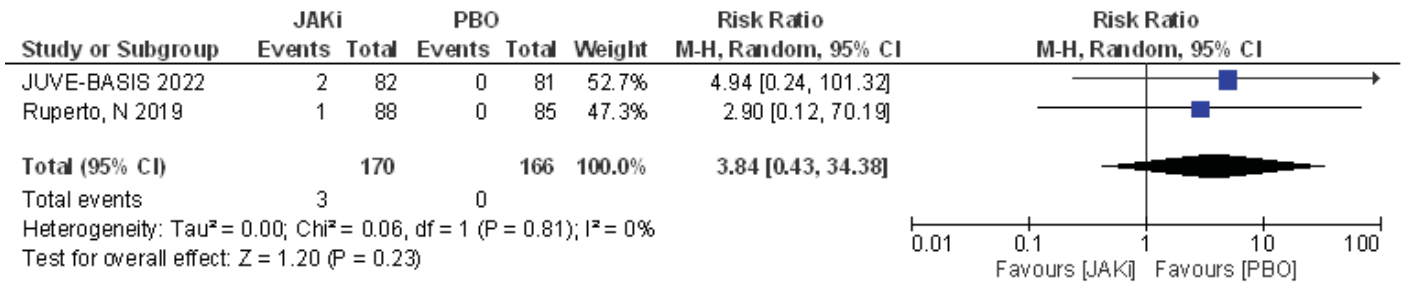 JAKi PBO Risk Ratio Risk Ratio
Study or Subgroup Events Total Events Total Weight M-H, Random, 95% CI M-H, Random, 95% CI
JUVE-BASIS 2022 2 82 0 81 52.7% 4.94 [0.24, 101.32]
Ruperto, N 2019 1 88 0 85 47.3% 2.90 [0.12, 70.19]
Total (95% CI) 170 166 100.0% 3.84 [0.43, 34.38]
Total events 3 0
Heterogeneity: Tau² = 0.00; Chi² = 0.06, df = 1 (P = 0.81); I² = 0%
Test for overall effect: Z = 1.20 (P = 0.23)
0.01 0.1 1 10 100
Favours [JAKi] Favours [PBO]